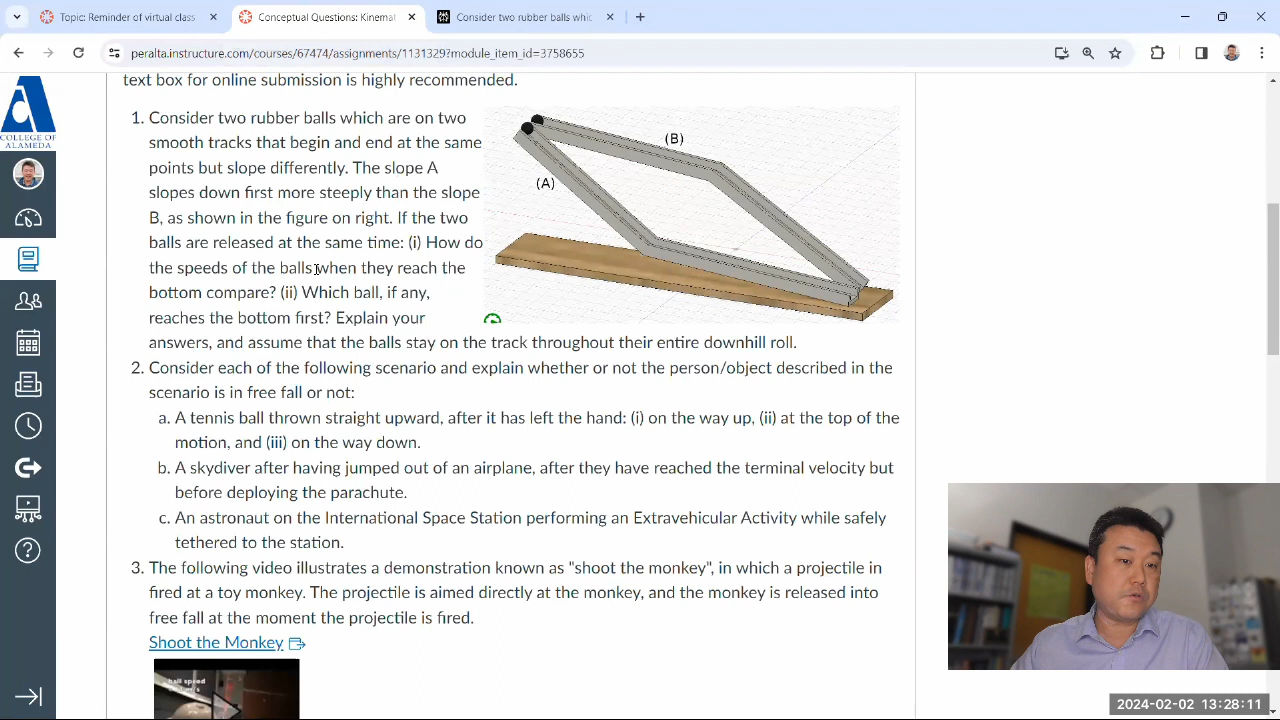 Topic: Reminder of virtual class
Conceptual Questions: Kinemat
Consider two rubber balls whic
peralta.instructure.com/courses/67474/assignments/1131329?module_item_id=3758655
COLLEGE OF
ALAMEDA
text box for online submission is highly recommended.
1. Consider two rubber balls which are on two
smooth tracks that begin and end at the same
points but slope differently. The slope A
slopes down first more steeply than the slope
B, as shown in the figure on right. If the two
balls are released at the same time: (i) How do
the speeds of the balls when they reach the
bottom compare? (ii) Which ball, if any,
reaches the bottom first? Explain your
answers, and assume that the balls stay on the track throughout their entire downhill roll.
(B)
(A)
2. Consider each of the following scenario and explain whether or not the person/object described in the
scenario is in free fall or not:
a. A tennis ball thrown straight upward, after it has left the hand: (i) on the way up, (ii) at the top of the
motion, and (iii) on the way down.
b. A skydiver after having jumped out of an airplane, after they have reached the terminal velocity but
before deploying the parachute.
c. An astronaut on the International Space Station performing an Extravehicular Activity while safely
tethered to the station.
3. The following video illustrates a demonstration known as "shoot the monkey", in which a projectile in
fired at a toy monkey. The projectile is aimed directly at the monkey, and the monkey is released into
free fall at the moment the projectile is fired.
Shoot the Monkey
ball speed
2024-02-02 13:28:11